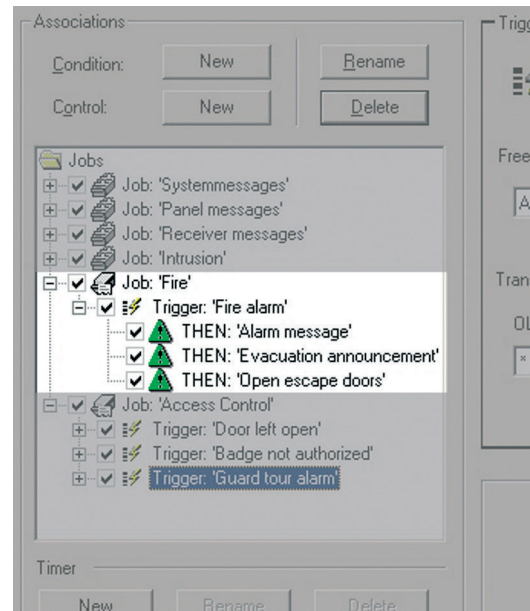 Associations
Condition:
New
Rename
Control:
New
Delete
Jobs
Job: 'Systemmessages'
Job: 'Panel messages'
Job: 'Receiver messages'
Job: 'Intrusion'
Job: 'Fire'
Trigger: 'Fire alarm'
THEN: 'Alarm message'
THEN: 'Evacuation announcement'
THEN: 'Open escape doors'
Job: 'Access Control'
Trigger: 'Door left open'
Trigger: 'Badge not authorized'
Trigger: 'Guard tour alarm'
Timer
New
Rename
Delete
Trigg
Free
A
Tran
OL
*